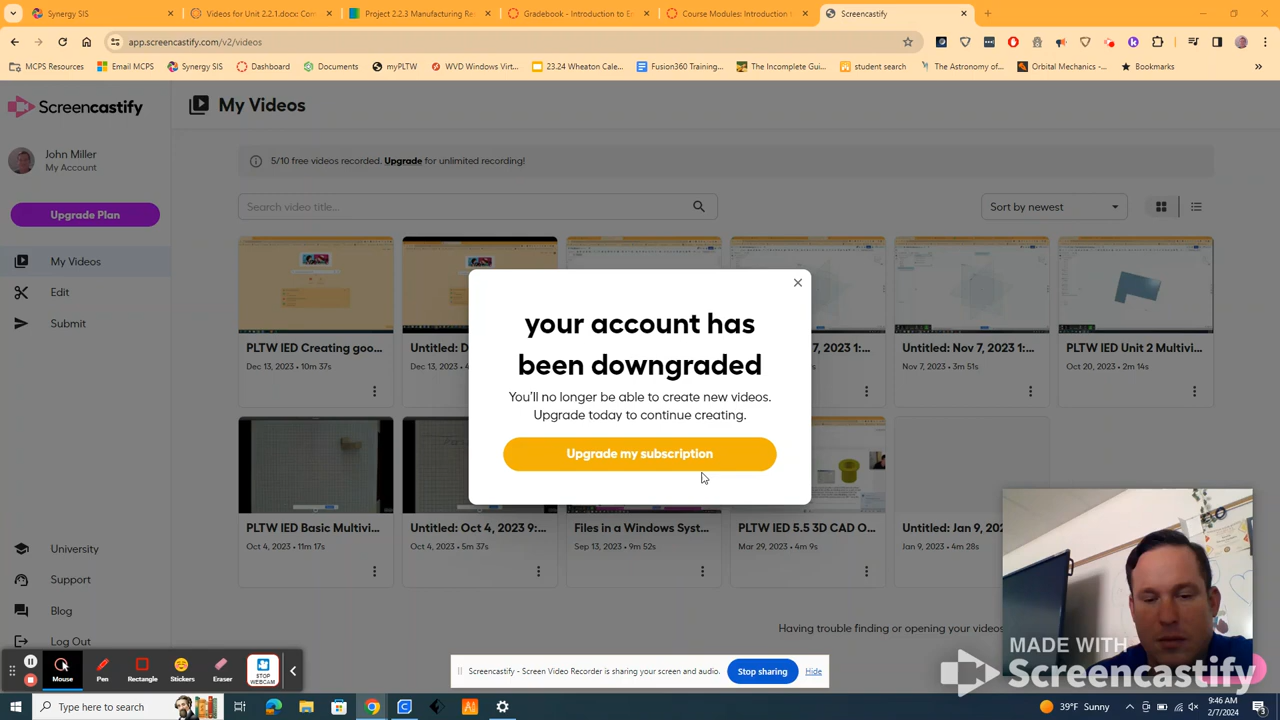 Synergy SIS
Videos for Unit 2.2.1.docx: Com
Project 2.2.3 Manufacturing Re
Gradebook - Introduction to En
Course Modules: Introduction
Screencastify
app.screencastify.com/v2/videos
MCPS Resources
Email MCPS
Synergy SIS
Dashboard
Documents
myPLTW
WVD Windows Virt...
23.24 Wheaton Cale...
Fusion360 Training...
The Incomplete Gui...
student search
The Astronomy of...
Orbital Mechanics -...
Bookmarks
Screencastify
My Videos
John Miller
My Account
5/10 free videos recorded. Upgrade for unlimited recording!
Upgrade Plan
Search video title...
Sort by newest
My Videos
Edit
Submit
your account has
been downgraded
You'll no longer be able to create new videos.
Upgrade today to continue creating.
Upgrade my subscription
PLTW IED Creating goo...
Dec 13, 2023 • 10m 37s
Untitled: D
Dec 13, 2023 • 4
7, 2023 1:...
Untitled: Nov 7, 2023 1:...
Nov 7, 2023 • 3m 51s
PLTW IED Unit 2 Multivi...
Oct 20, 2023 • 2m 14s
PLTW IED Basic Multivi...
Oct 4, 2023 • 11m 17s
Untitled: Oct 4, 2023 9:...
Oct 4, 2023 • 5m 37s
Files in a Windows Syst...
Sep 13, 2023 • 9m 52s
PLTW IED 5.5 3D CAD O...
Mar 29, 2023 • 4m 9s
Untitled: Jan 9, 202
Jan 9, 2023 • 4m 28s
University
Support
Blog
Log Out
Having trouble finding or opening your videos
Mouse
Pen
Rectangle
Stickers
Eraser
STOP
WEBCAM
Screencastify - Screen Video Recorder is sharing your screen and audio.
Stop sharing
Hide
MADE WITH
Screencastify
Type here to search
39°F Sunny
9:46 AM
2/7/2024
3